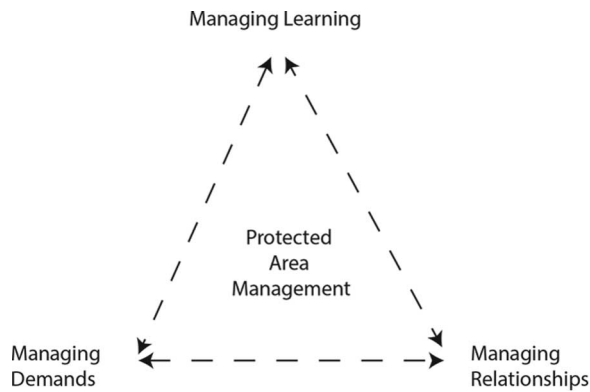 Managing Learning
Protected
Area
Management
Managing
Demands
Managing
Relationships